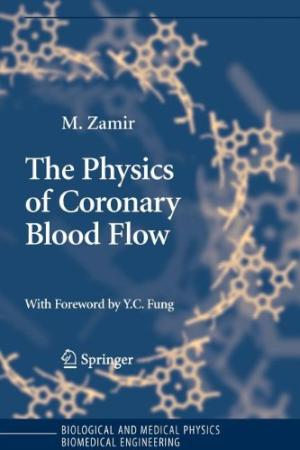 M. Zamir
The Physics
of Coronary
Blood Flow
With Foreword by Y.C. Fung
Springer
BIOLOGICAL AND MEDICAL PHYSICS
BIOMEDICAL ENGINEERING